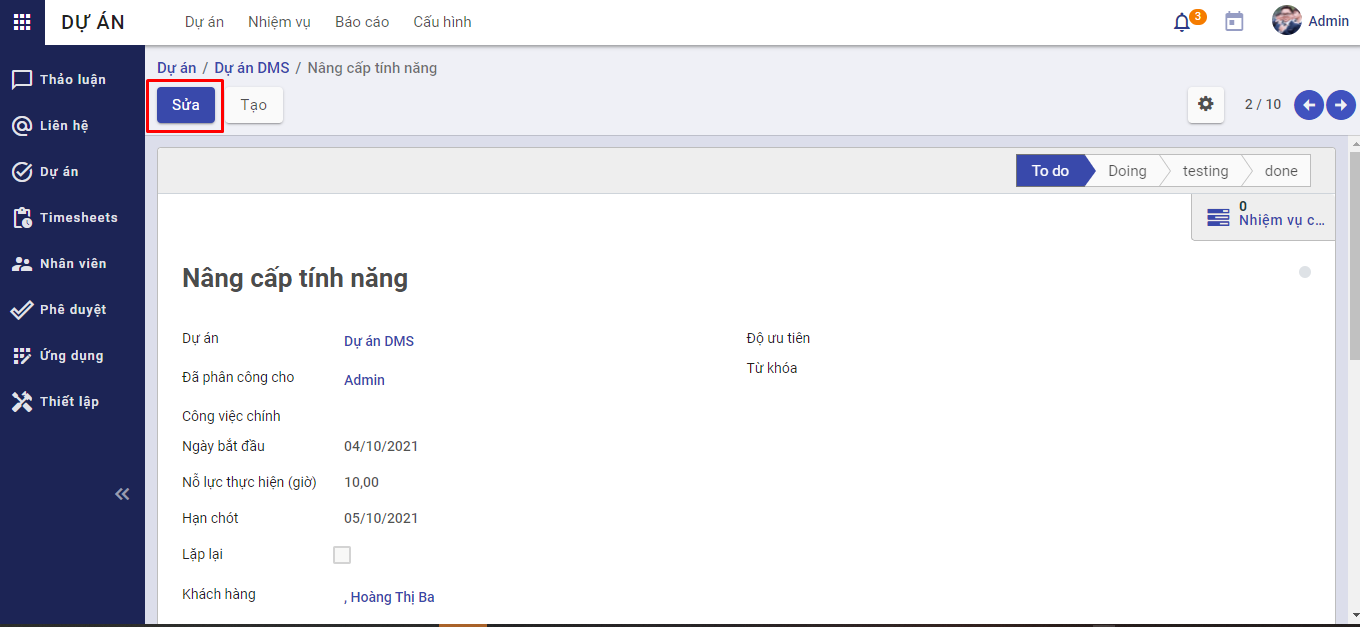 DỰ ÁN Dự án Nhiệm vụ Báo cáo Cấu hình 3 Admin
Thảo luận
Liên hệ
Dự án
Timesheets
Nhân viên
Phê duyệt
Ứng dụng
Thiết lập
Dự án / Dự án DMS / Nâng cấp tính năng
Sửa Tạo 2 / 10
To do Doing testing done
0
Nhiệm vụ c...
Nâng cấp tính năng
Dự án Dự án DMS Độ ưu tiên
Từ khóa
Đã phân công cho Admin
Công việc chính
Ngày bắt đầu 04/10/2021
Nỗ lực thực hiện (giờ) 10,00
Hạn chót 05/10/2021
Lặp lại
Khách hàng , Hoàng Thị Ba